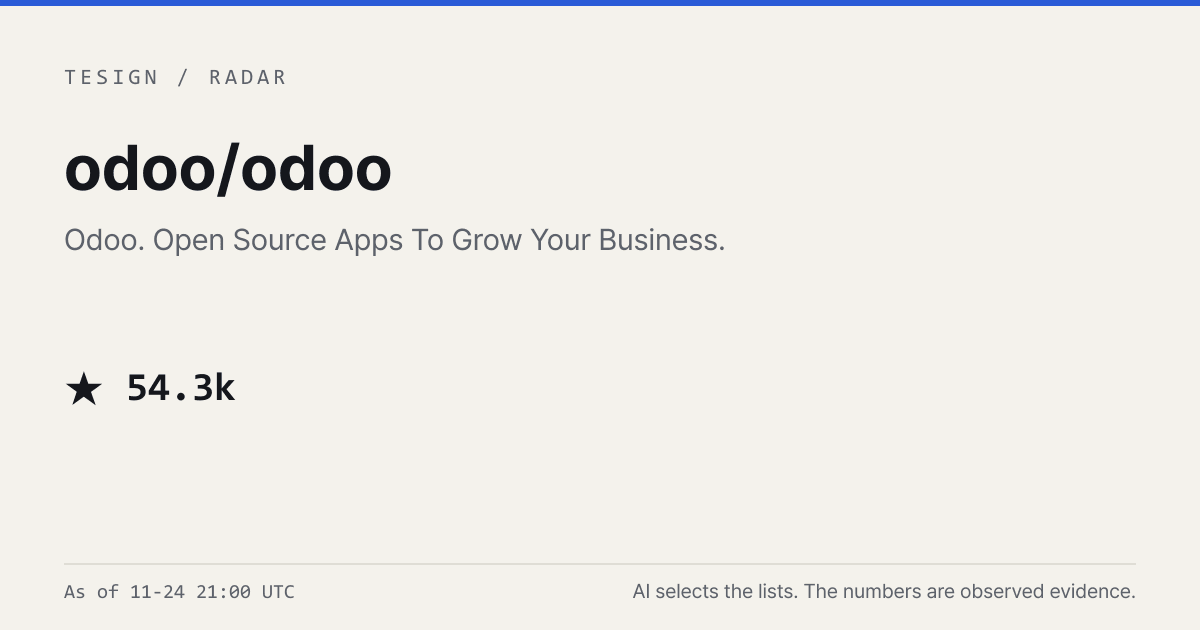 TESIGN / RADAR
odoo/odoo
Odoo. Open Source Apps To Grow Your Business.
★ 54.3k
As of 11-24 21:00 UTC
AI selects the lists. The numbers are observed evidence.